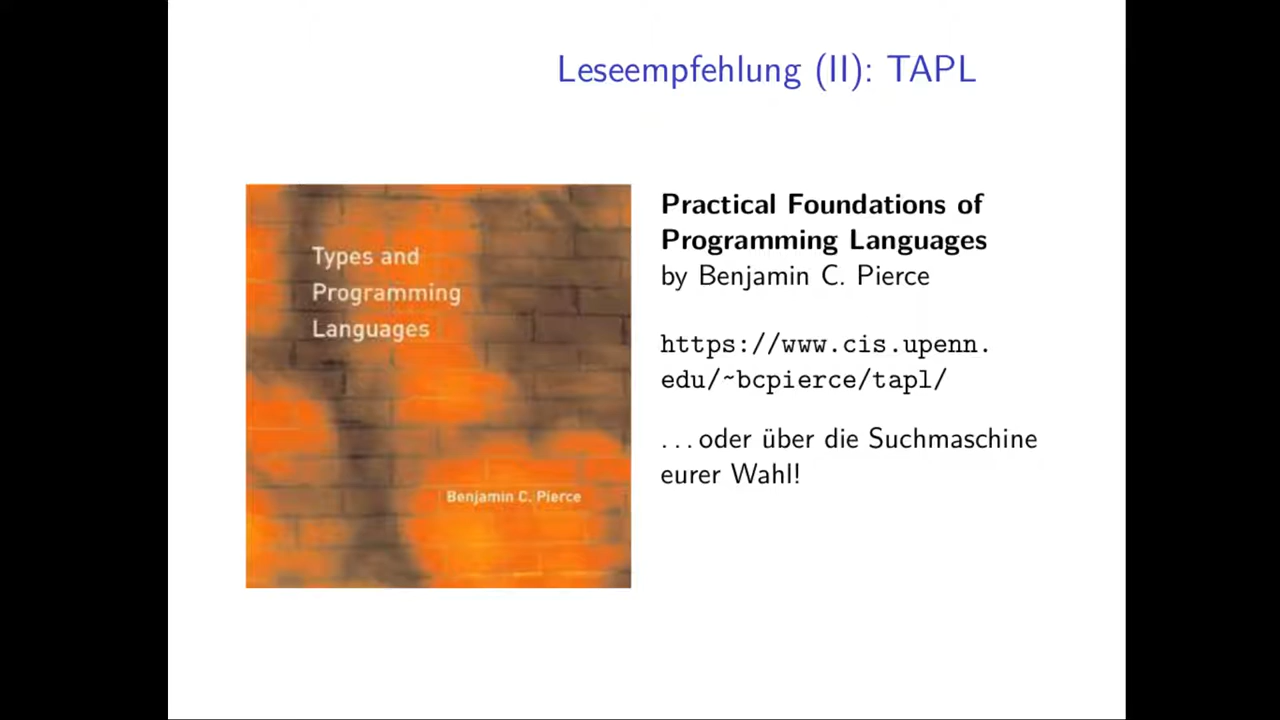 Leseempfehlung (II): TAPL
Types and
Programming
Languages
Benjamin C. Pierce
Practical Foundations of
Programming Languages
by Benjamin C. Pierce
https://www.cis.upenn.
edu/~bcpierce/tapl/
...oder über die Suchmaschine
eurer Wahl!